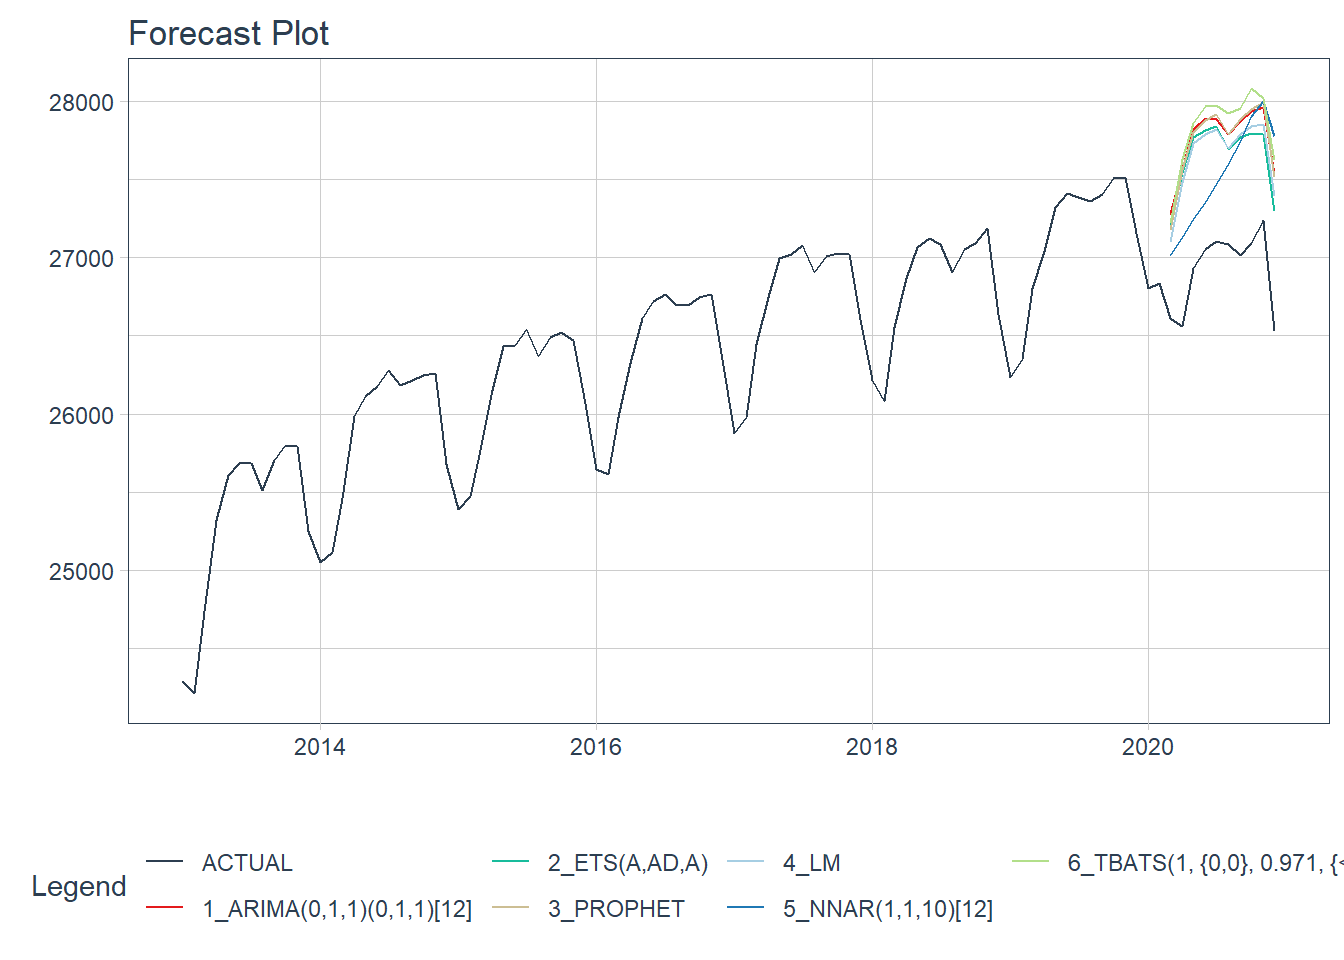 Forecast Plot
28000
27000
26000
25000
2014 2016 2018 2020
Legend
ACTUAL 2_ETS(A,AD,A) 4_LM 6_TBATS(1, {0,0}, 0.971, {<
1_ARIMA(0,1,1)(0,1,1)[12] 3_PROPHET 5_NNAR(1,1,10)[12]